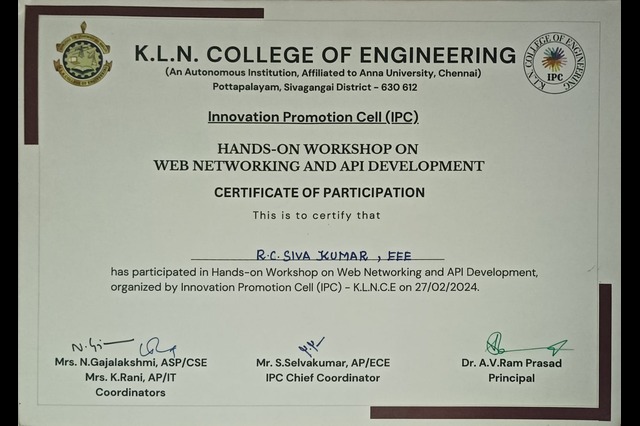 K.L.N. COLLEGE OF ENGINEERING
(An Autonomous Institution, Affiliated to Anna University, Chennai)
Pottapalayam, Sivagangai District - 630 612
K.L.N. COLLEGE OF ENGINEERING
IPC
Innovation Promotion Cell (IPC)
HANDS-ON WORKSHOP ON
WEB NETWORKING AND API DEVELOPMENT
CERTIFICATE OF PARTICIPATION
This is to certify that
R.C. SIVA KUMAR , EEE
has participated in Hands-on Workshop on Web Networking and API Development,
organized by Innovation Promotion Cell (IPC) - K.L.N.C.E on 27/02/2024.
Mrs. N.Gajalakshmi, ASP/CSE
Mrs. K.Rani, AP/IT
Coordinators
Mr. S.Selvakumar, AP/ECE
IPC Chief Coordinator
Dr. A.V.Ram Prasad
Principal